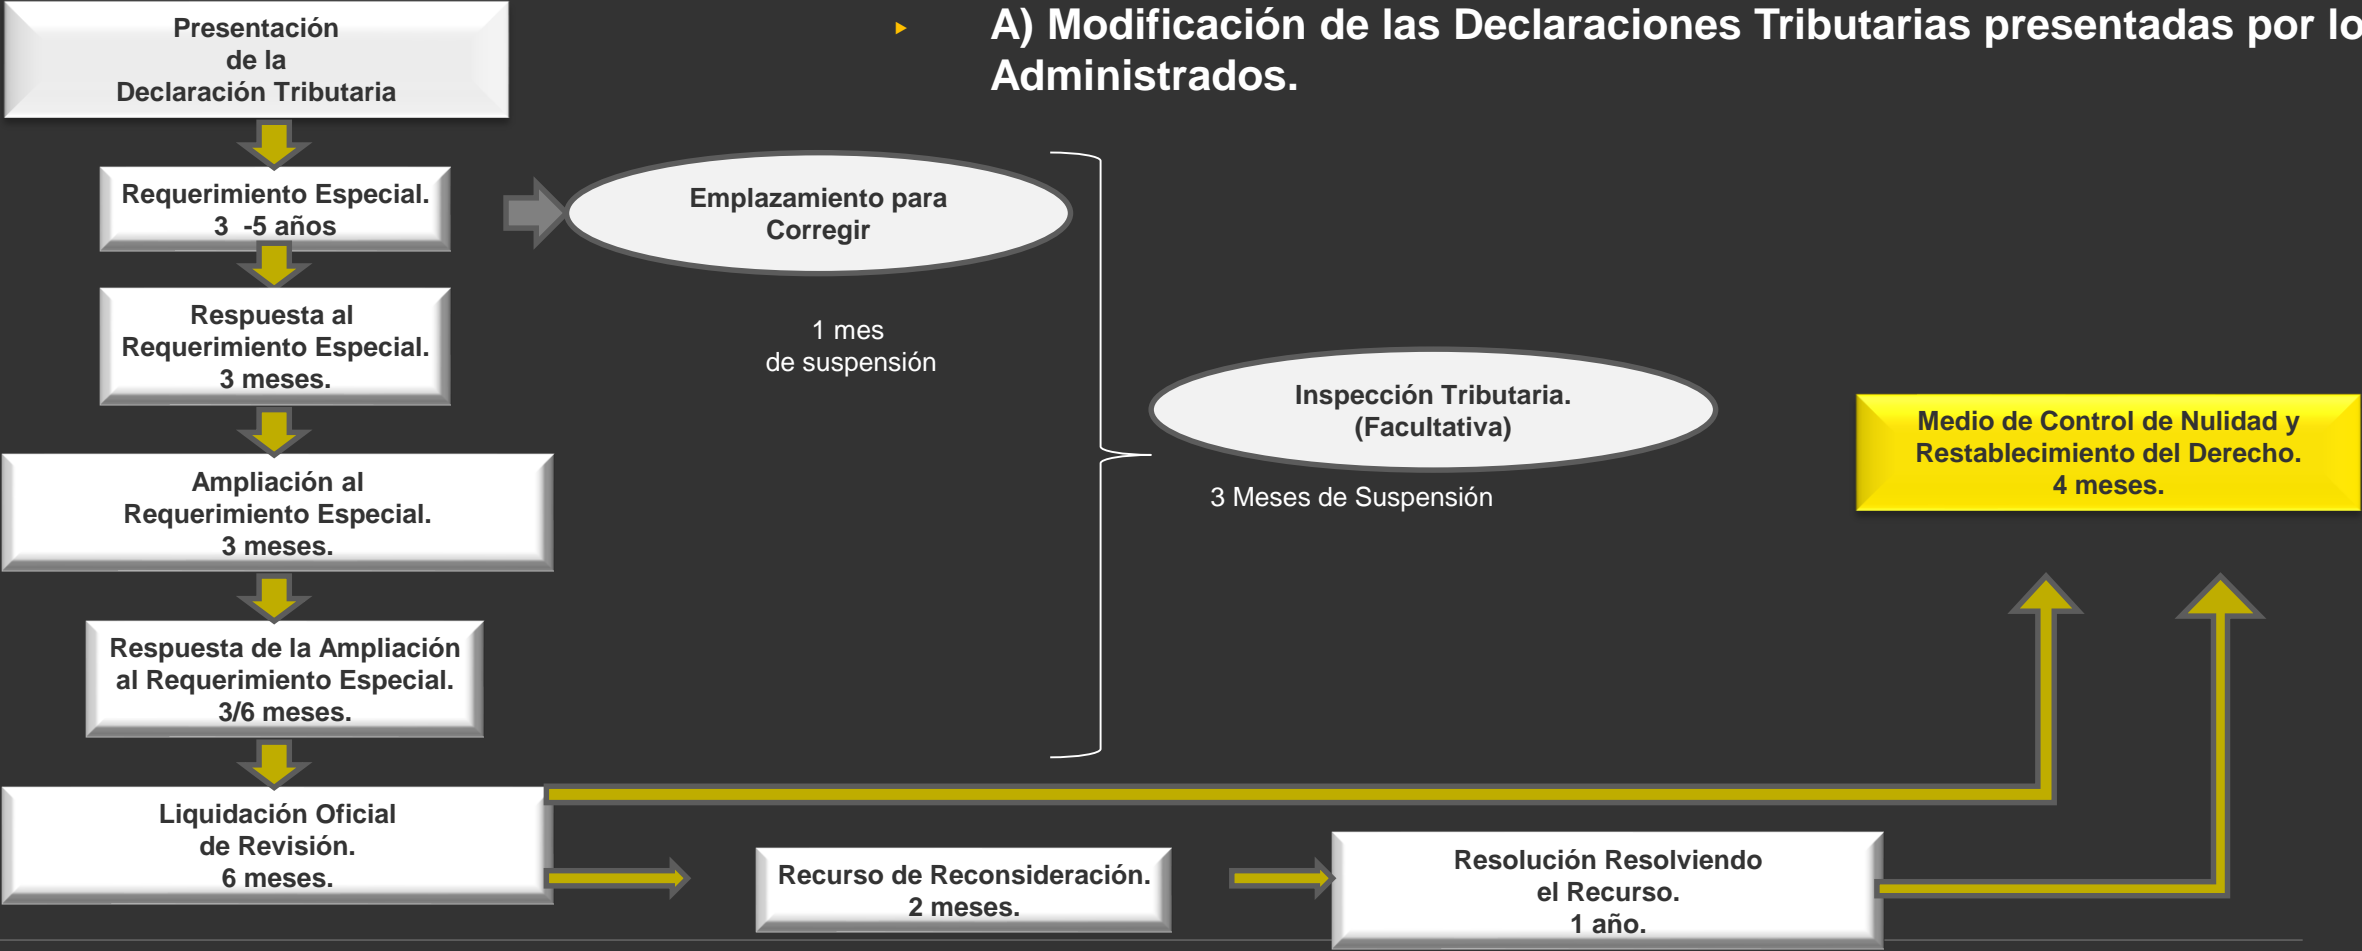 A) Modificación de las Declaraciones Tributarias presentadas por lo
Administrados.
Presentación
de la
Declaración Tributaria
Requerimiento Especial.
3 -5 años
Emplazamiento para
Corregir
1 mes
de suspensión
Respuesta al
Requerimiento Especial.
3 meses.
Ampliación al
Requerimiento Especial.
3 meses.
Respuesta de la Ampliación
al Requerimiento Especial.
3/6 meses.
Inspección Tributaria.
(Facultativa)
3 Meses de Suspensión
Liquidación Oficial
de Revisión.
6 meses.
Recurso de Reconsideración.
2 meses.
Resolución Resolviendo
el Recurso.
1 año.
Medio de Control de Nulidad y
Restablecimiento del Derecho.
4 meses.